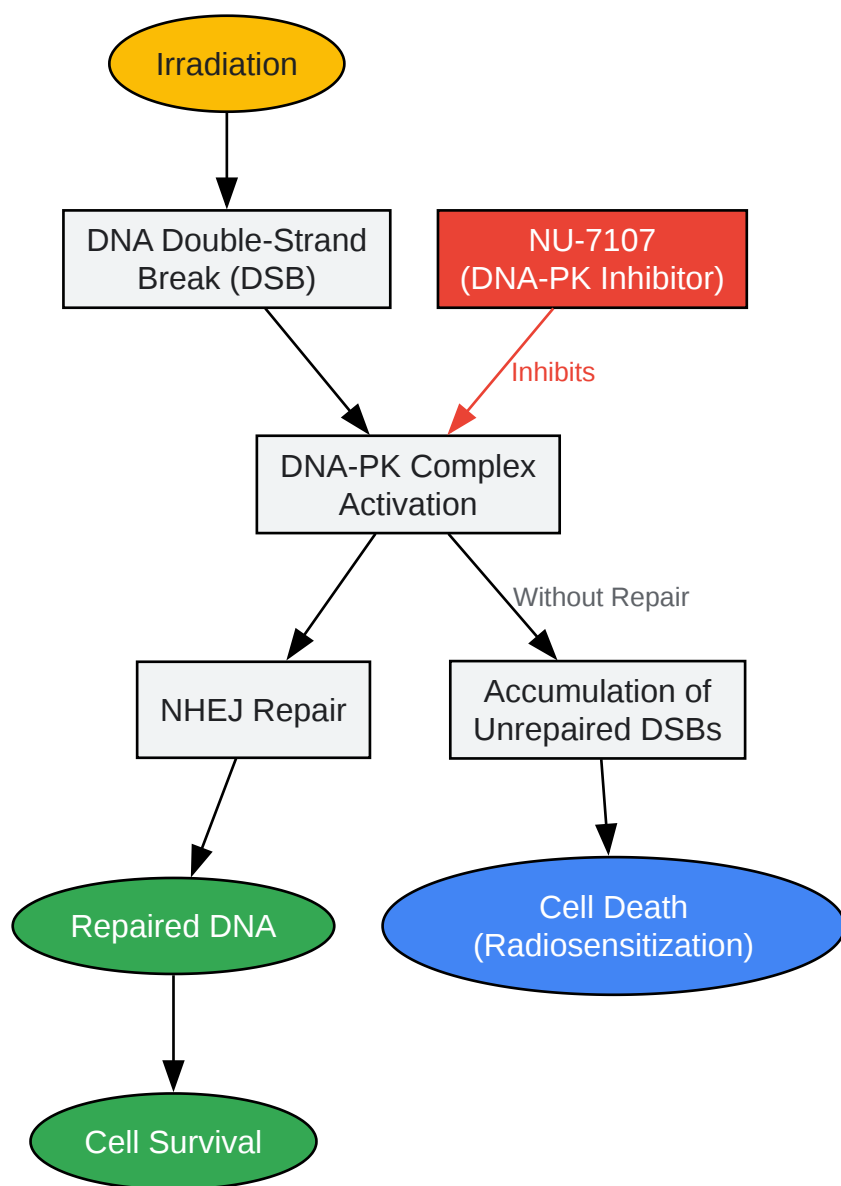 Irradiation
DNA Double-Strand
Break (DSB)
NU-7107
(DNA-PK Inhibitor)
Inhibits
DNA-PK Complex
Activation
Without Repair
NHEJ Repair
Accumulation of
Unrepaired DSBs
Repaired DNA
Cell Death
(Radiosensitization)
Cell Survival